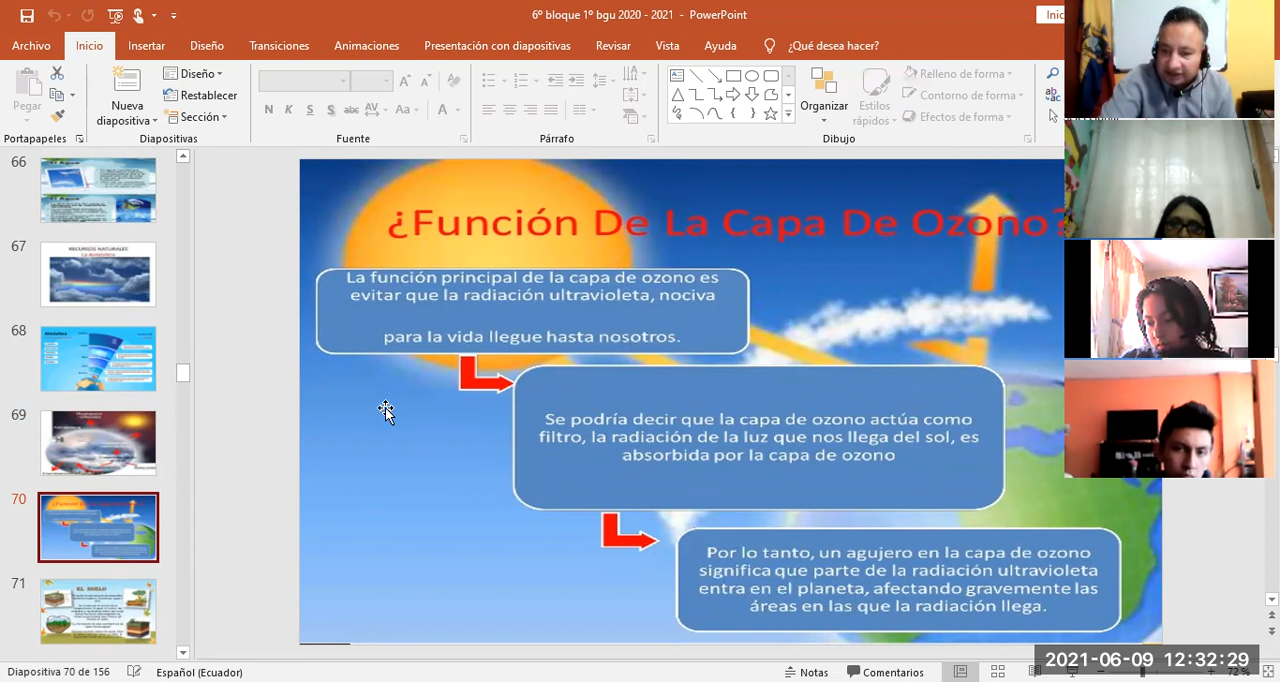 6º bloque 1º bgu 2020 - 2021 - PowerPoint
Inic
Archivo Inicio Insertar Diseño Transiciones Animaciones Presentación con diapositivas Revisar Vista Ayuda ¿Qué desea hacer?
Pegar
Portapapeles
Nueva
diapositiva
Diseño
Restablecer
Sección
Diapositivas
N K S S abc AV Aa A
Fuente
Párrafo
Organizar
Estilos
rápidos
Relleno de forma
Contorno de forma
Efectos de forma
Dibujo
66
67
RECURSOS NATURALES
68
69
70
71
EL SUELO
¿Función De La Capa De Ozono?
La función principal de la capa de ozono es
evitar que la radiación ultravioleta, nociva
para la vida llegue hasta nosotros.
Se podría decir que la capa de ozono actúa como
filtro, la radiación de la luz que nos llega del sol, es
absorbida por la capa de ozono
Por lo tanto, un agujero en la capa de ozono
significa que parte de la radiación ultravioleta
entra en el planeta, afectando gravemente las
áreas en las que la radiación llega.
Diapositiva 70 de 156 Español (Ecuador) Notas Comentarios 72 %
2021-06-09 12:32:29